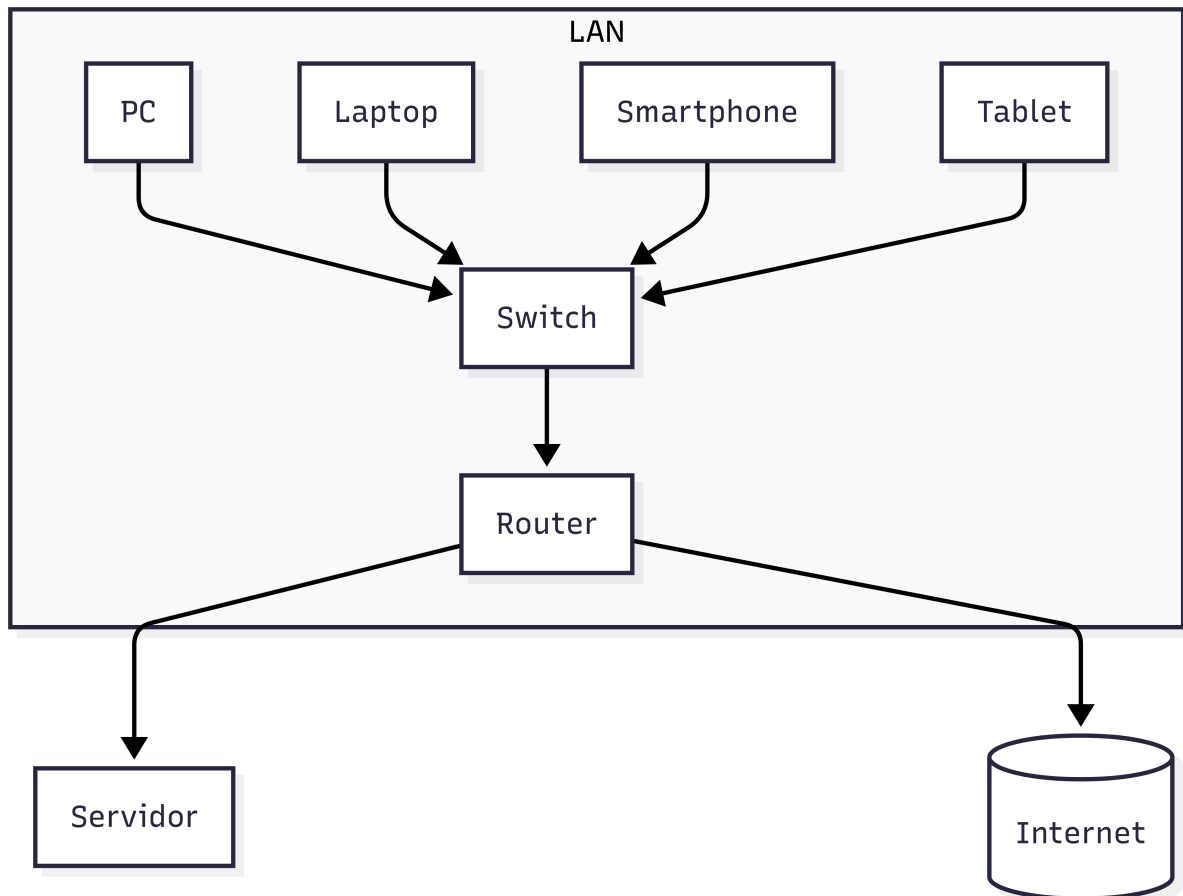 LAN
PC
Laptop
Smartphone
Tablet
Switch
Router
Servidor
Internet